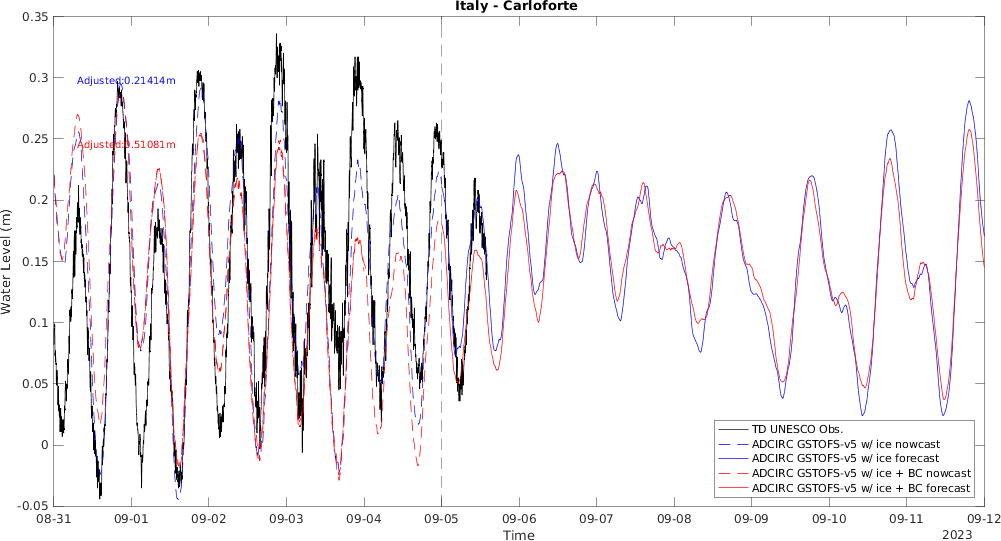 Italy - Carloforte
0.35
0.3
0.25
0.2
0.15
0.1
0.05
0
-0.05
Water Level (m)
Adjusted:0.21414m
Adjusted:0.51081m
TD UNESCO Obs.
ADCIRC GSTOFS-v5 w/ ice nowcast
ADCIRC GSTOFS-v5 w/ ice forecast
ADCIRC GSTOFS-v5 w/ ice + BC nowcast
ADCIRC GSTOFS-v5 w/ ice + BC forecast
08-31 09-01 09-02 09-03 09-04 09-05 09-06 09-07 09-08 09-09 09-10 09-11 09-12
Time
2023